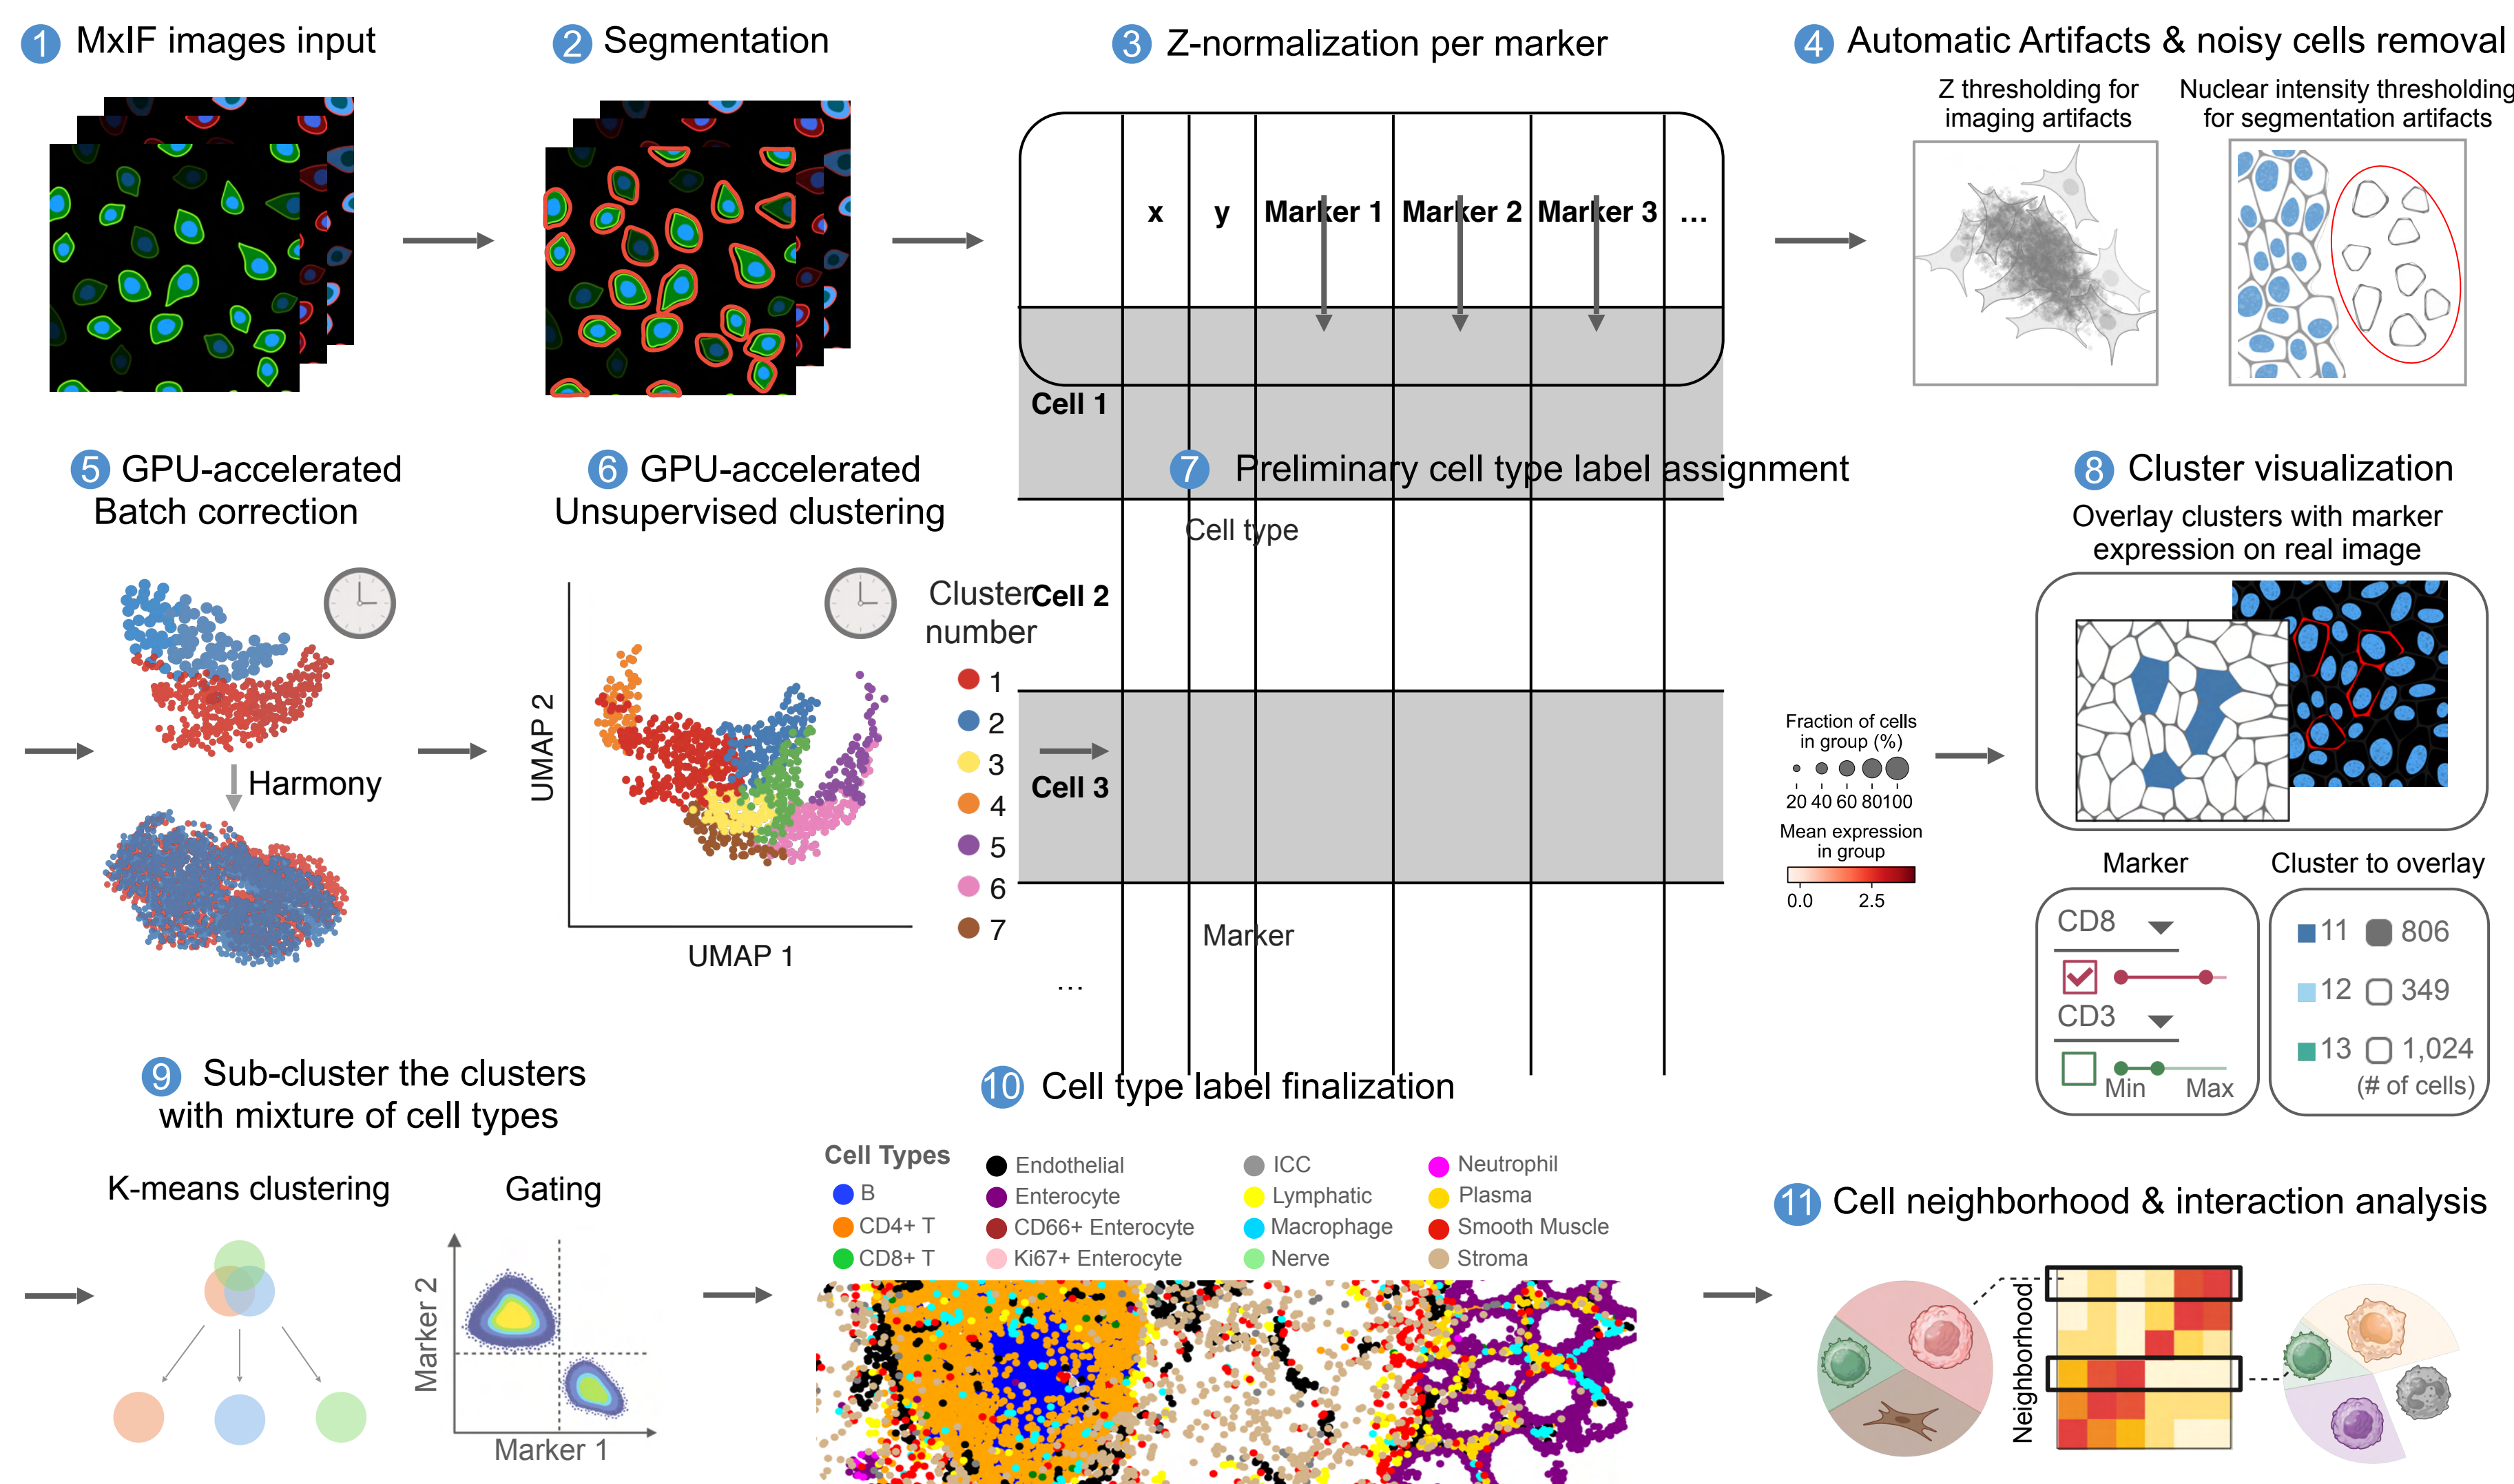 1 MxIF images input
2 Segmentation
3 Z-normalization per marker
4 Automatic Artifacts & noisy cells removal
Z thresholding for
imaging artifacts
Nuclear intensity thresholding
for segmentation artifacts
x y Marker 1 Marker 2 Marker 3 ...
Cell 1
Cell 2
Cell 3
...
5 GPU-accelerated
Batch correction
Harmony
6 GPU-accelerated
Unsupervised clustering
UMAP 2
UMAP 1
Cluster
number
1
2
3
4
5
6
7
7 Preliminary cell type label assignment
Cell type
Marker
Fraction of cells
in group (%)
20 40 60 80 100
Mean expression
in group
0.0 2.5
8 Cluster visualization
Overlay clusters with marker
expression on real image
Marker
CD8
CD3
Min Max
Cluster to overlay
11 806
12 349
13 1,024
(# of cells)
9 Sub-cluster the clusters
with mixture of cell types
K-means clustering
Gating
Marker 2
Marker 1
10 Cell type label finalization
Cell Types
B
CD4+ T
CD8+ T
Endothelial
Enterocyte
CD66+ Enterocyte
Ki67+ Enterocyte
ICC
Lymphatic
Macrophage
Nerve
Neutrophil
Plasma
Smooth Muscle
Stroma
11 Cell neighborhood & interaction analysis
Neighborhood